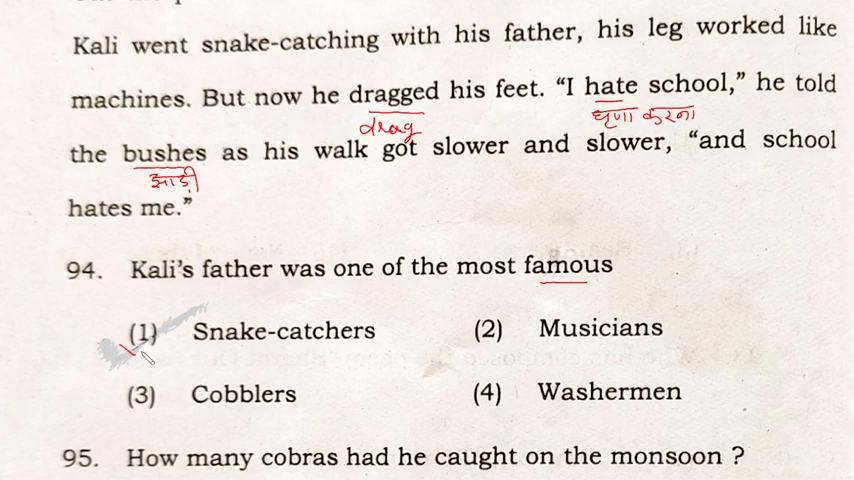 Kali went snake-catching with his father, his leg worked like
machines. But now he dragged his feet. “I hate school,” he told
drag घृणा करना
the bushes as his walk got slower and slower, “and school
झाड़ी
hates me.”
94. Kali’s father was one of the most famous
(1) Snake-catchers (2) Musicians
(3) Cobblers (4) Washermen
95. How many cobras had he caught on the monsoon ?